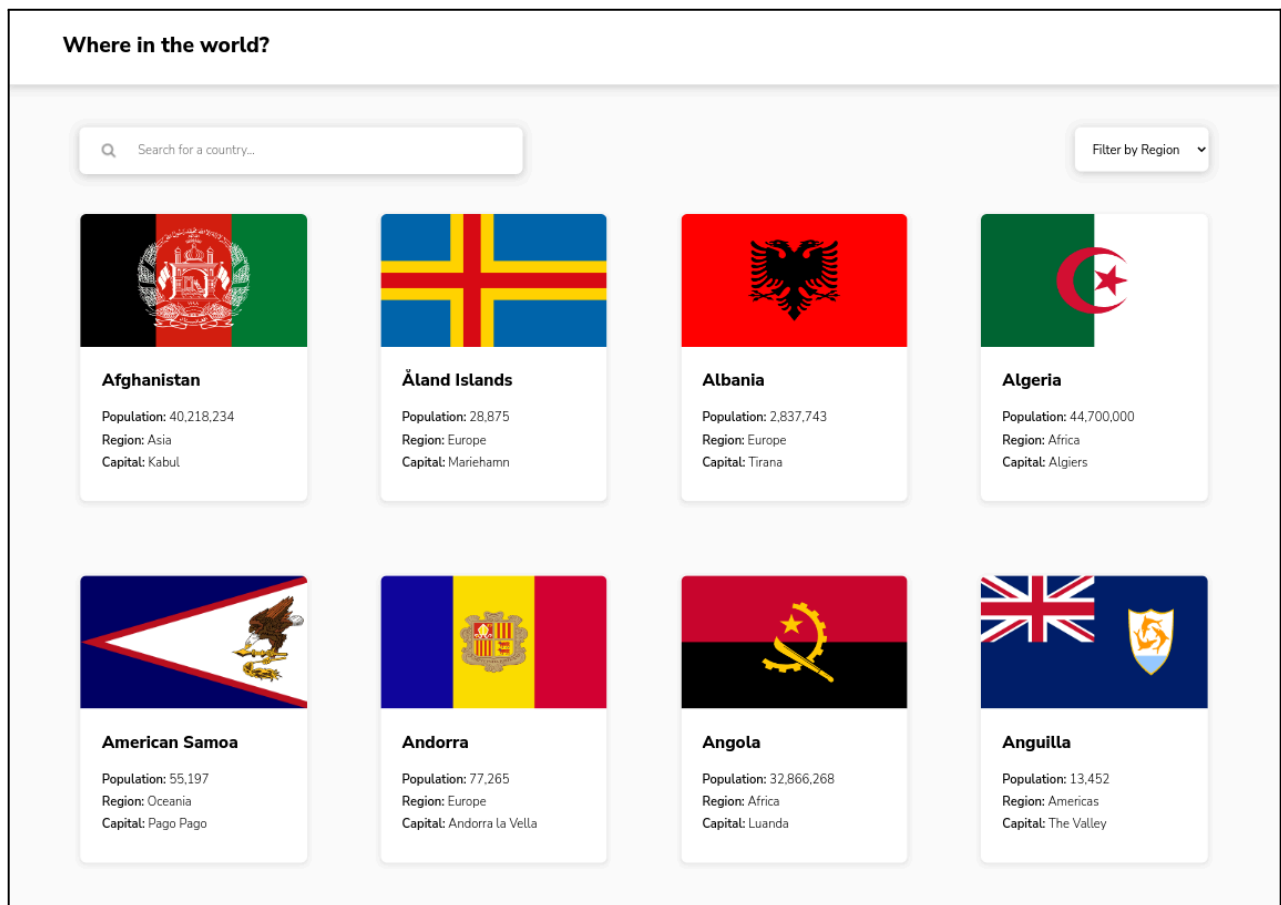 Where in the world?
Search for a country...
Filter by Region
Afghanistan
Population: 40,218,234
Region: Asia
Capital: Kabul
Åland Islands
Population: 28,875
Region: Europe
Capital: Mariehamn
Albania
Population: 2,837,743
Region: Europe
Capital: Tirana
Algeria
Population: 44,700,000
Region: Africa
Capital: Algiers
American Samoa
Population: 55,197
Region: Oceania
Capital: Pago Pago
Andorra
Population: 77,265
Region: Europe
Capital: Andorra la Vella
Angola
Population: 32,866,268
Region: Africa
Capital: Luanda
Anguilla
Population: 13,452
Region: Americas
Capital: The Valley